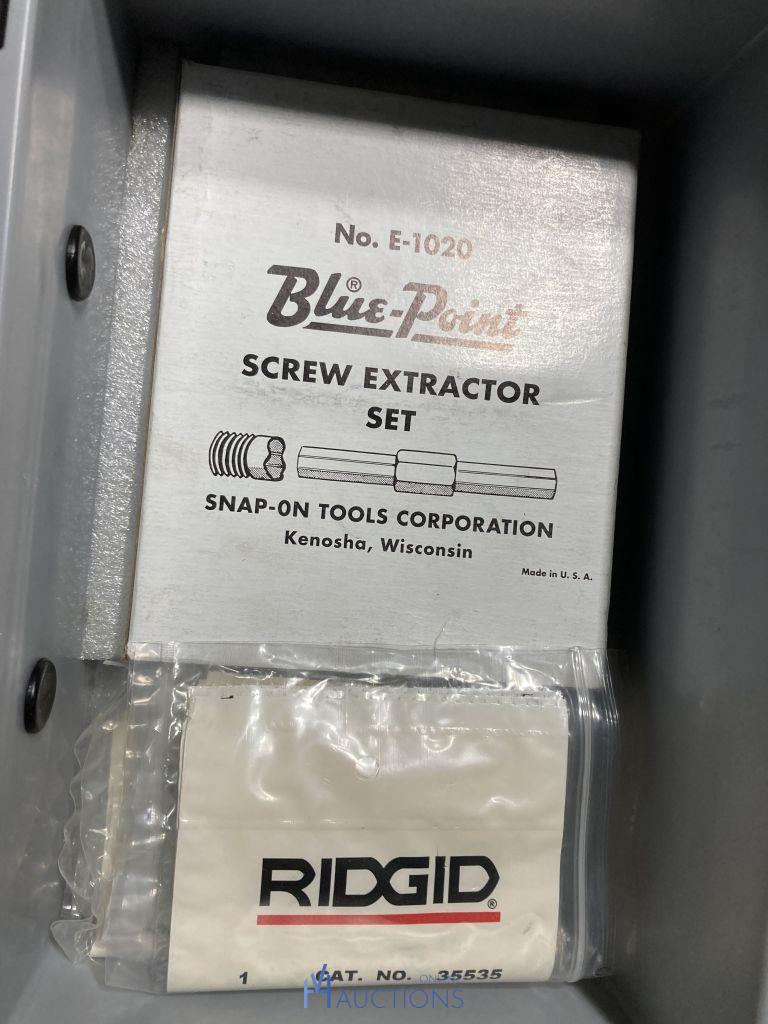 No. E-1020
Blue-Point®
SCREW EXTRACTOR
SET
SNAP-ON TOOLS CORPORATION
Kenosha, Wisconsin
Made in U. S. A.
RIDGID®
1 CAT. NO. 35535
ONLINE
AUCTIONS